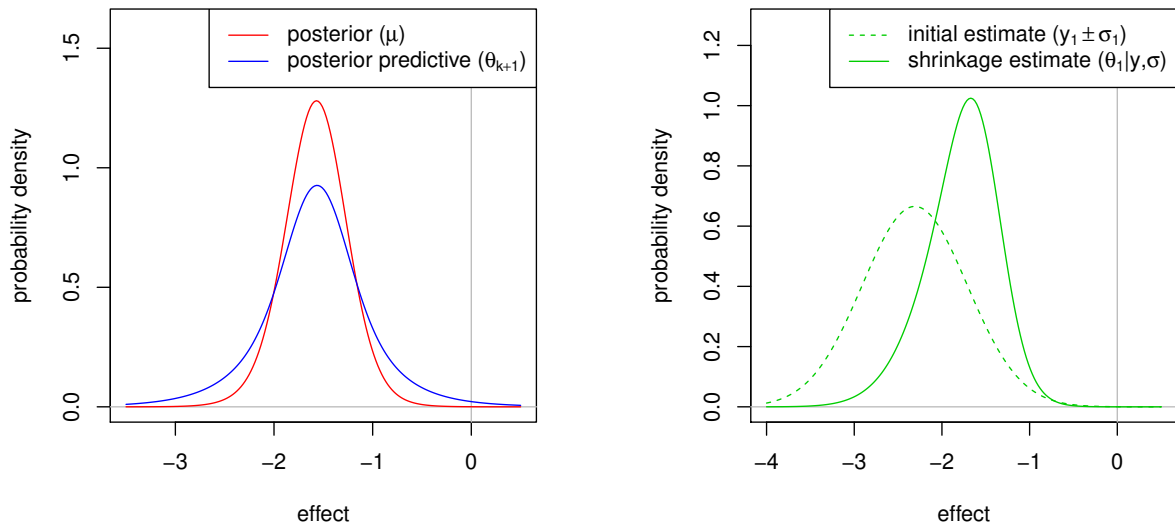 posterior (μ)
posterior predictive (θk+1)
probability density
1.5
1.0
0.5
0.0
−3
−2
−1
0
effect
initial estimate (y1 ± σ1)
shrinkage estimate (θ1|y,σ)
probability density
1.2
1.0
0.8
0.6
0.4
0.2
0.0
−4
−3
−2
−1
0
effect